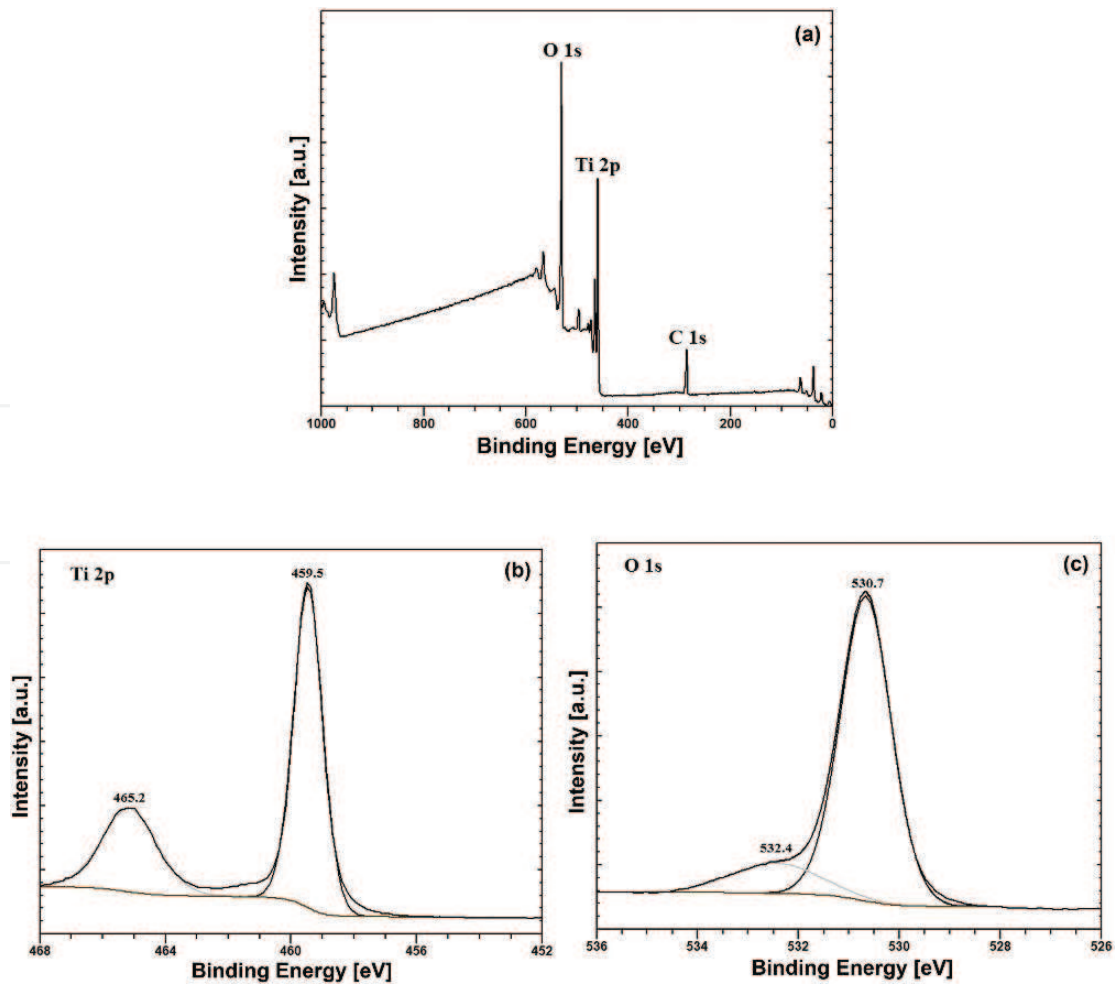 (a)
O 1s
Ti 2p
C 1s
Intensity [a.u.]
1000 800 600 400 200 0
Binding Energy [eV]
Ti 2p
(b)
459.5
465.2
Intensity [a.u.]
468 464 460 456 452
Binding Energy [eV]
O 1s
(c)
530.7
532.4
Intensity [a.u.]
536 534 532 530 528 526
Binding Energy [eV]